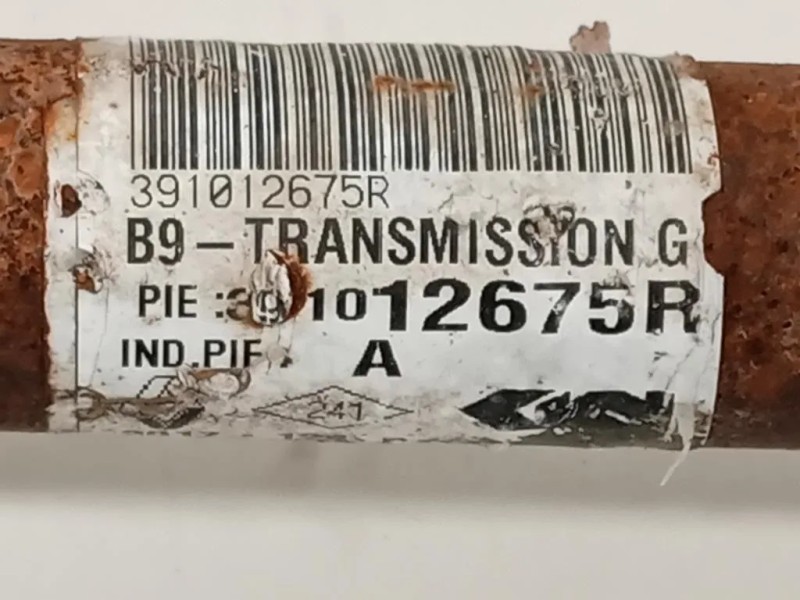 391012675R
B9-TRANSMISSION G
PIE :391012675R
IND.PIE : A
241